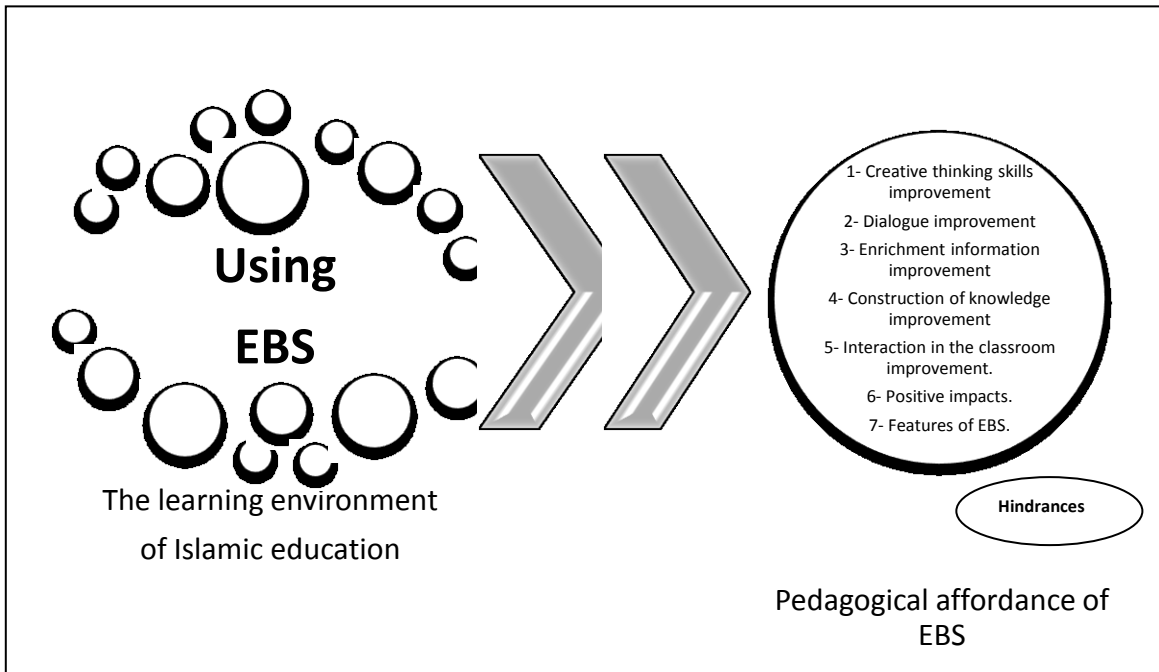 Using
EBS
The learning environment
of Islamic education
1- Creative thinking skills
improvement
2- Dialogue improvement
3- Enrichment information
improvement
4- Construction of knowledge
improvement
5- Interaction in the classroom
improvement.
6- Positive impacts.
7- Features of EBS.
Hindrances
Pedagogical affordance of
EBS